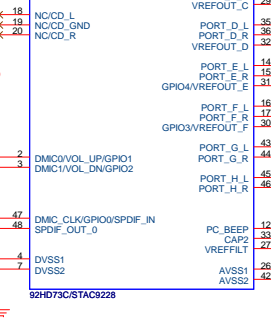 VREFOUT_C 29
18 NC/CD_L
19 NC/CD_GND
20 NC/CD_R
PORT_D_L 35
PORT_D_R 36
VREFOUT_D 32
PORT_E_L 14
PORT_E_R 15
GPIO4/VREFOUT_E 31
PORT_F_L 16
PORT_F_R 17
GPIO3/VREFOUT_F 30
PORT_G_L 43
PORT_G_R 44
2 DMIC0/VOL_UP/GPIO1
3 DMIC1/VOL_DN/GPIO2
PORT_H_L 45
PORT_H_R 46
47 DMIC_CLK/GPIO0/SPDIF_IN
48 SPDIF_OUT_0
PC_BEEP 12
CAP2 33
VREFFILT 27
4 DVSS1
7 DVSS2
AVSS1 26
AVSS2 42
92HD73C/STAC9228